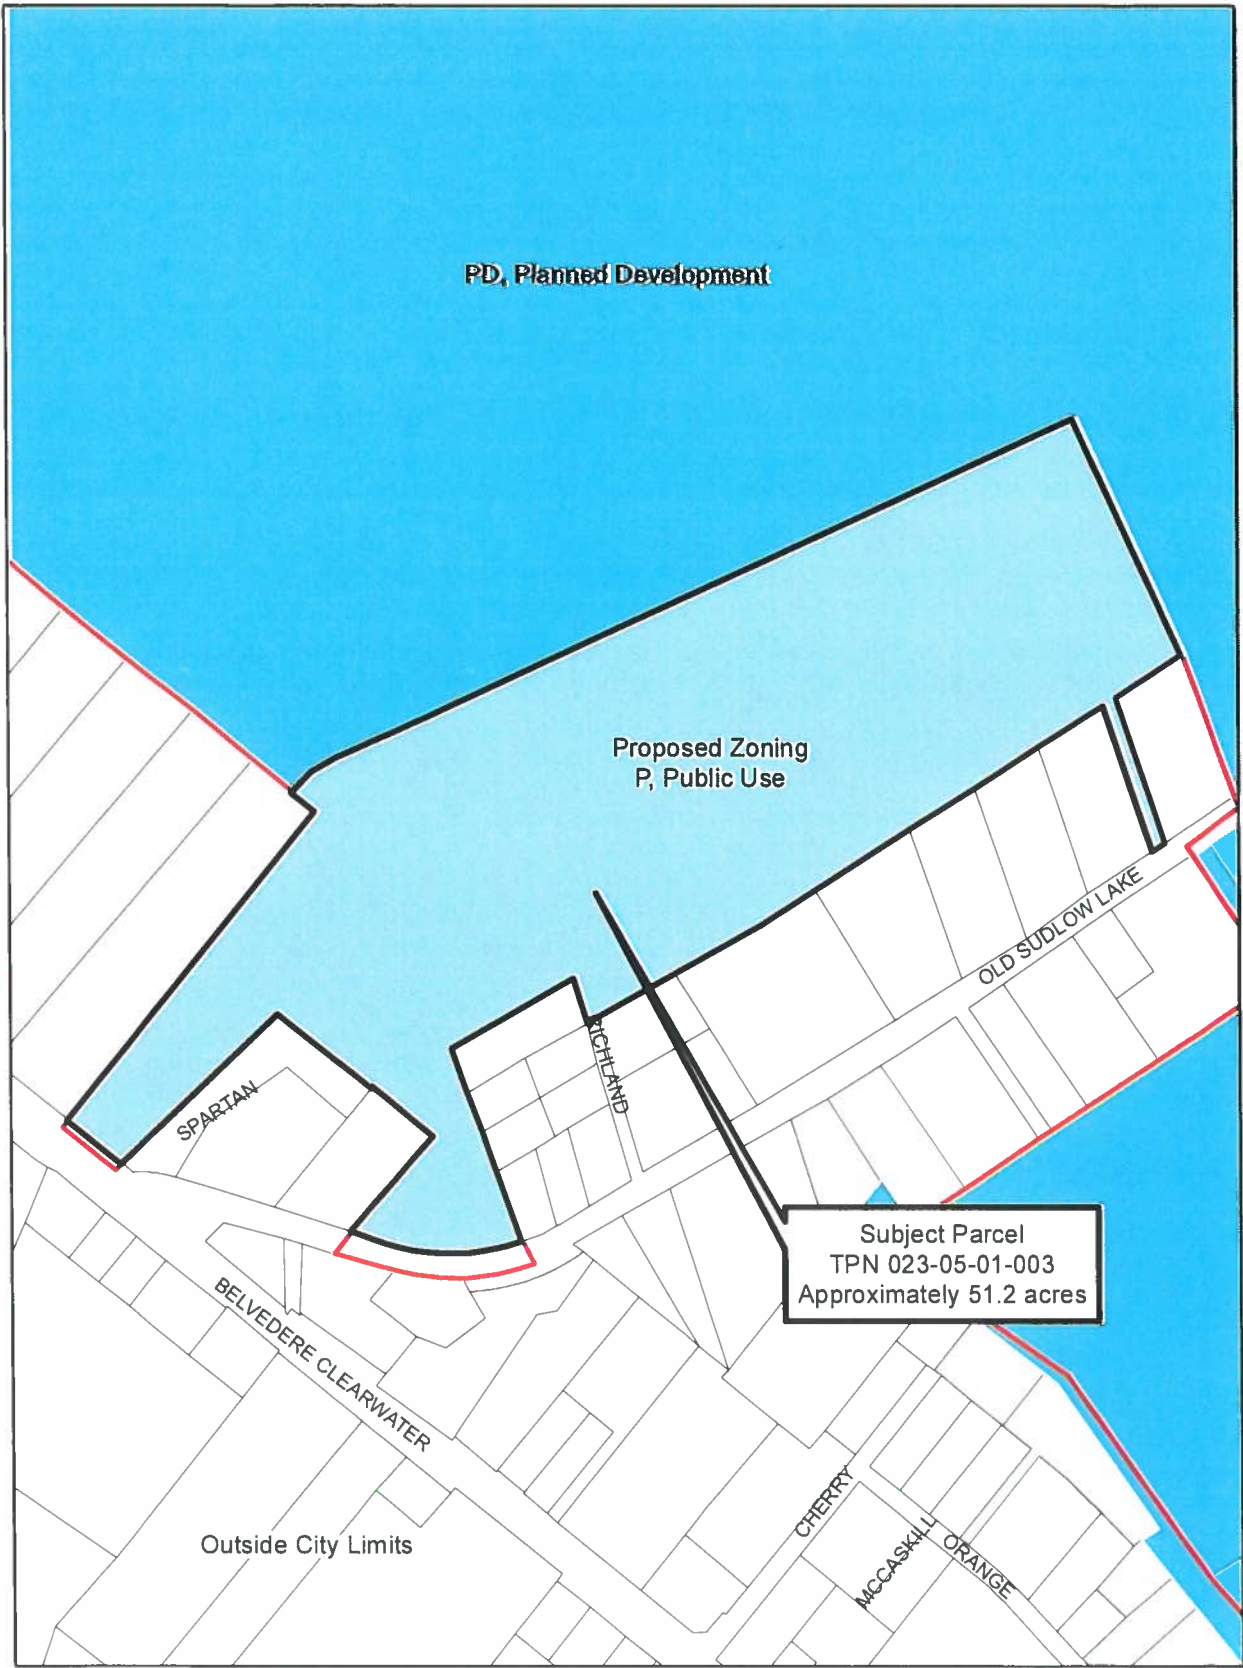 PD, Planned Development
Proposed Zoning
P, Public Use
OLD SUDLOW LAKE
RICHLAND
SPARTAN
Subject Parcel
TPN 023-05-01-003
Approximately 51.2 acres
BELVEDERE CLEARWATER
CHERRY
MCCASKILL
ORANGE
Outside City Limits